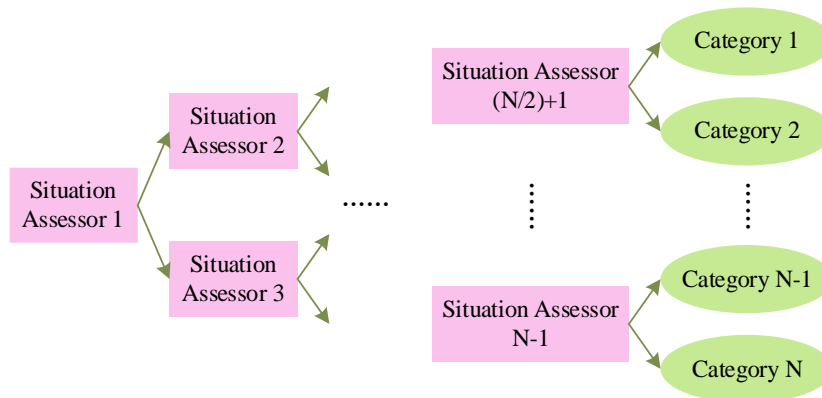 Situation
Assessor 1
Situation
Assessor 2
Situation
Assessor 3
......
Situation Assessor
(N/2)+1
Situation Assessor
N-1
Category 1
Category 2
Category N-1
Category N